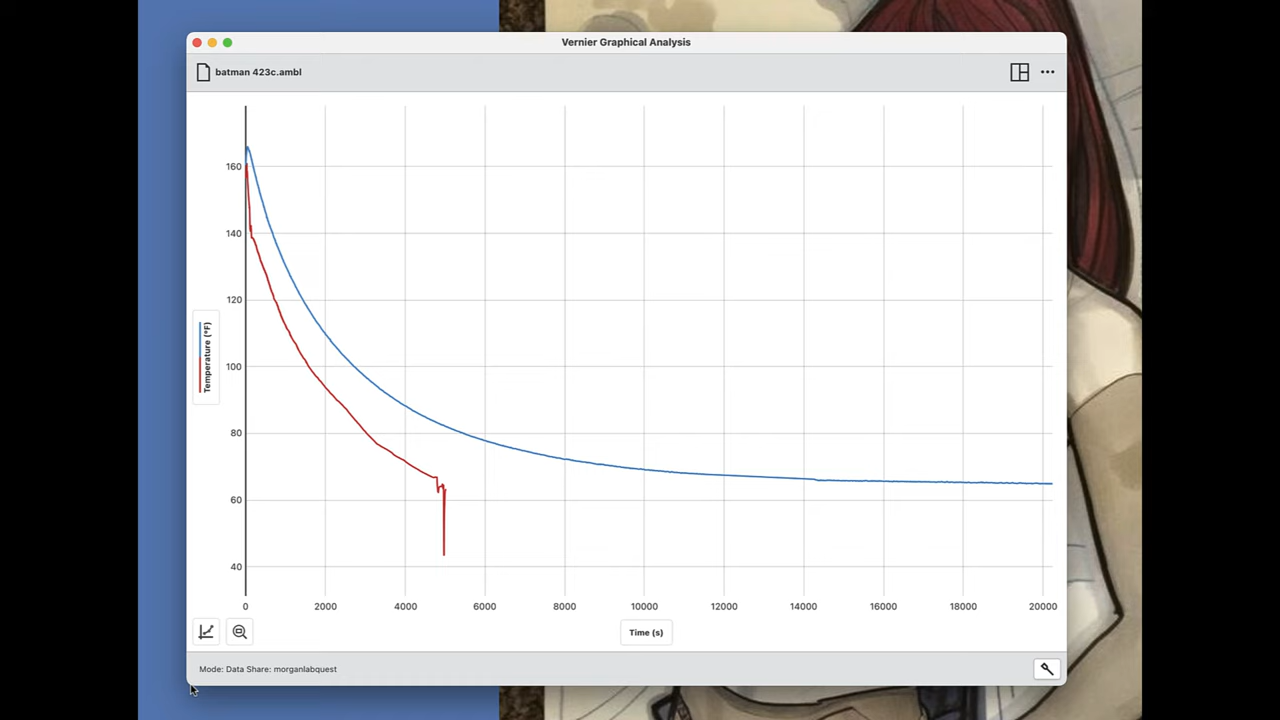 Vernier Graphical Analysis
batman 423c.ambl
160
140
120
100
80
60
40
Temperature (°F)
0 2000 4000 6000 8000 10000 12000 14000 16000 18000 20000
Time (s)
Mode: Data Share: morganlabquest